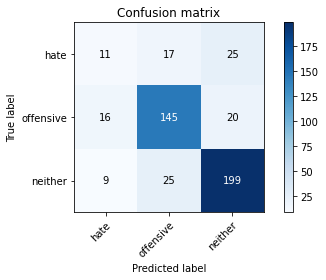 Confusion matrix
hate 11 17 25
offensive 16 145 20
neither 9 25 199
hate offensive neither
True label
Predicted label
175
150
125
100
75
50
25